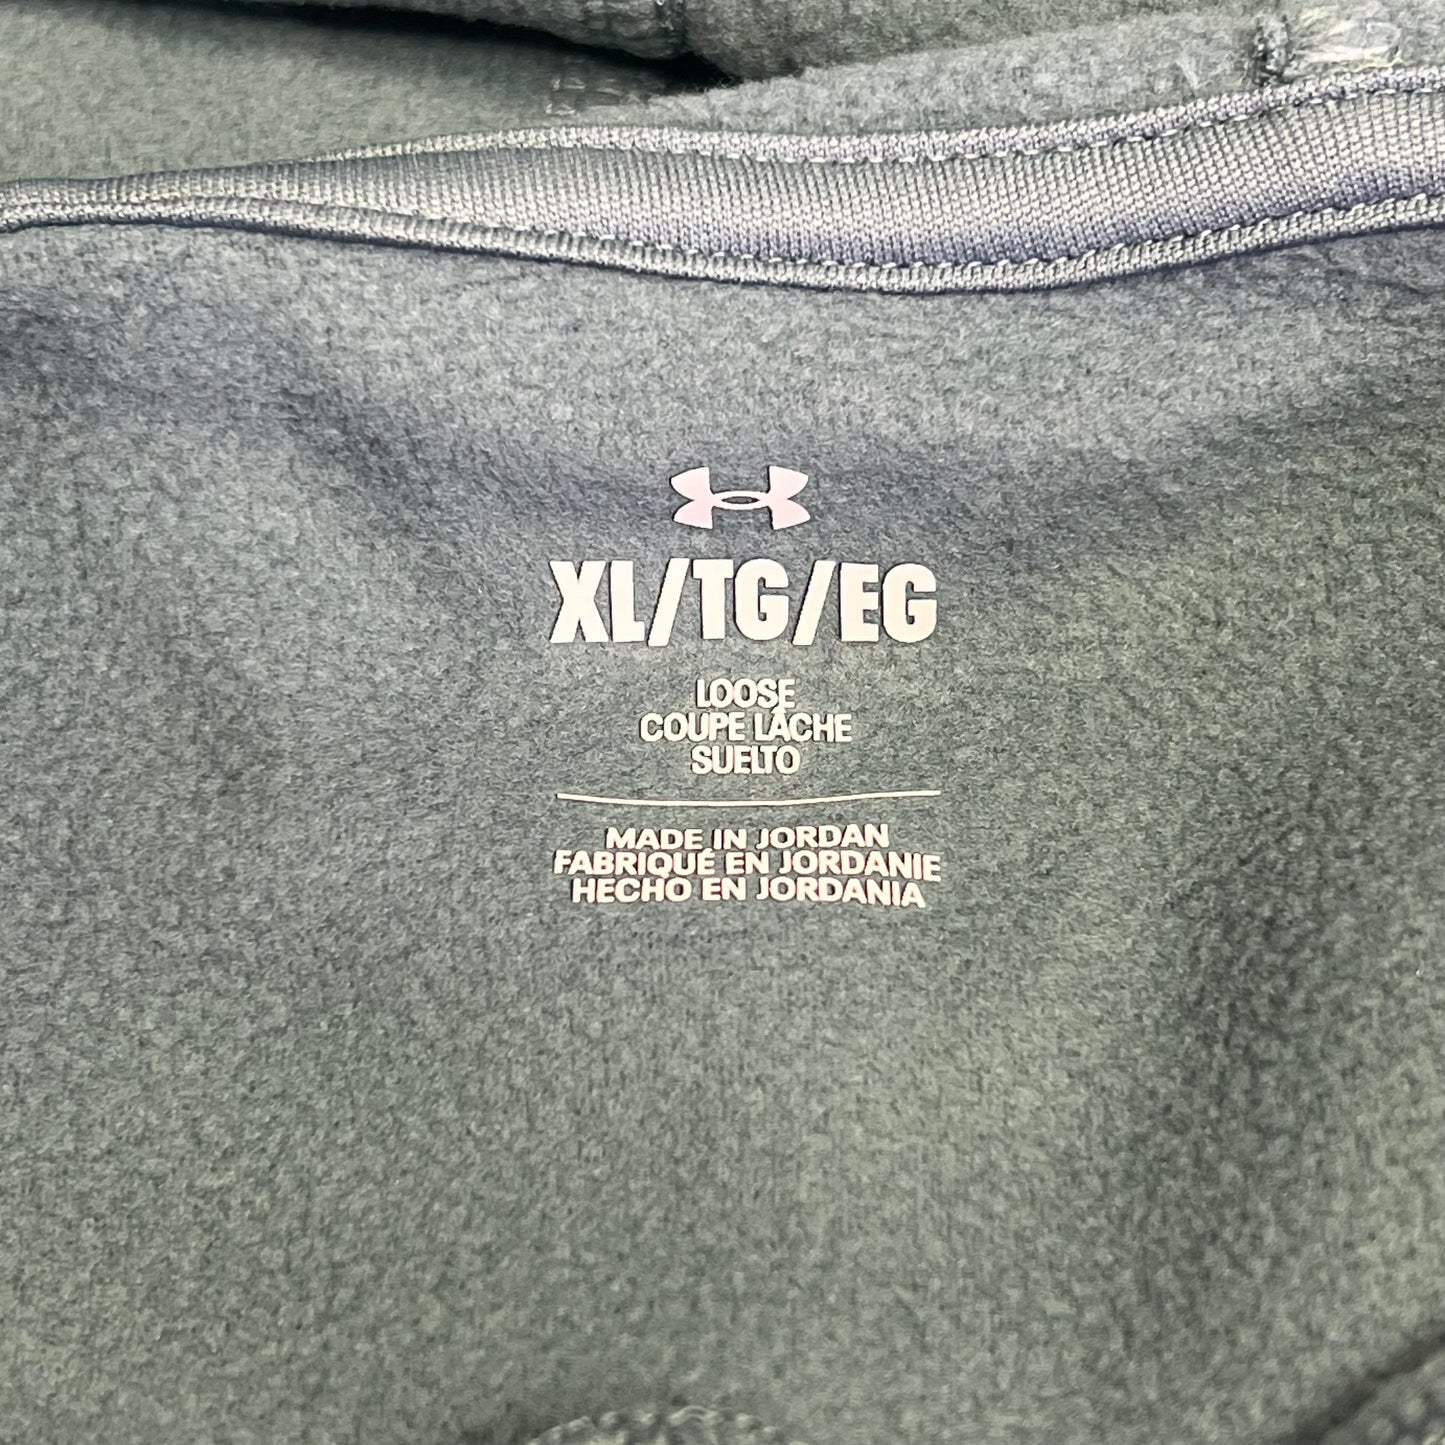 XL/TG/EG
LOOSE
COUPE LÂCHE
SUELTO
MADE IN JORDAN
FABRIQUÉ EN JORDANIE
HECHO EN JORDANIA